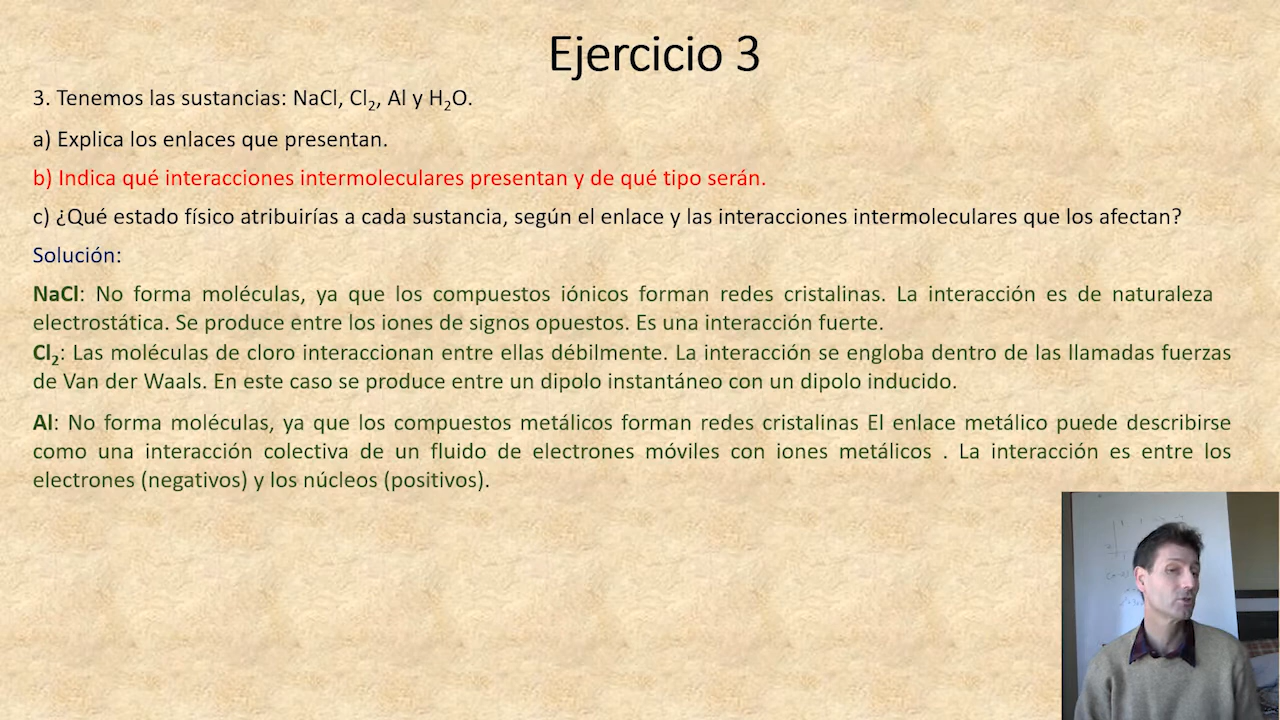 Ejercicio 3
3. Tenemos las sustancias: NaCl, Cl₂, Al y H₂O.
a) Explica los enlaces que presentan.
b) Indica qué interacciones intermoleculares presentan y de qué tipo serán.
c) ¿Qué estado físico atribuirías a cada sustancia, según el enlace y las interacciones intermoleculares que los afectan?
Solución:
NaCl: No forma moléculas, ya que los compuestos iónicos forman redes cristalinas. La interacción es de naturaleza
electrostática. Se produce entre los iones de signos opuestos. Es una interacción fuerte.
Cl₂: Las moléculas de cloro interaccionan entre ellas débilmente. La interacción se engloba dentro de las llamadas fuerzas
de Van der Waals. En este caso se produce entre un dipolo instantáneo con un dipolo inducido.
Al: No forma moléculas, ya que los compuestos metálicos forman redes cristalinas El enlace metálico puede describirse
como una interacción colectiva de un fluido de electrones móviles con iones metálicos . La interacción es entre los
electrones (negativos) y los núcleos (positivos).